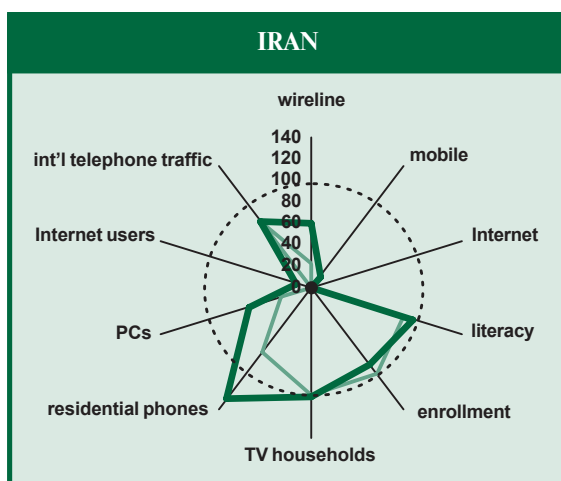 IRAN
wireline
140
120
100
80
60
40
20
0
mobile
int'l telephone traffic
Internet users
Internet
PCs
literacy
residential phones
enrollment
TV households